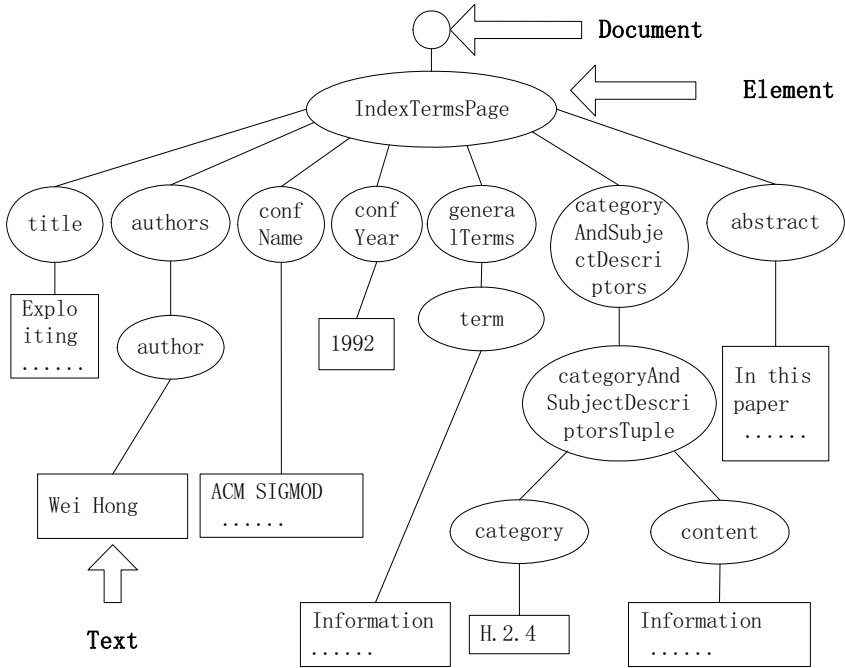 Document
Element
IndexTermsPage
title
authors
conf
Name
conf
Year
genera
lTerms
category
AndSubje
ctDescri
ptors
abstract
Explo
iting
......
author
1992
term
categoryAnd
SubjectDescri
ptorsTuple
In this
paper
......
Wei Hong
ACM SIGMOD
......
category
content
Text
Information
......
H.2.4
Information
......